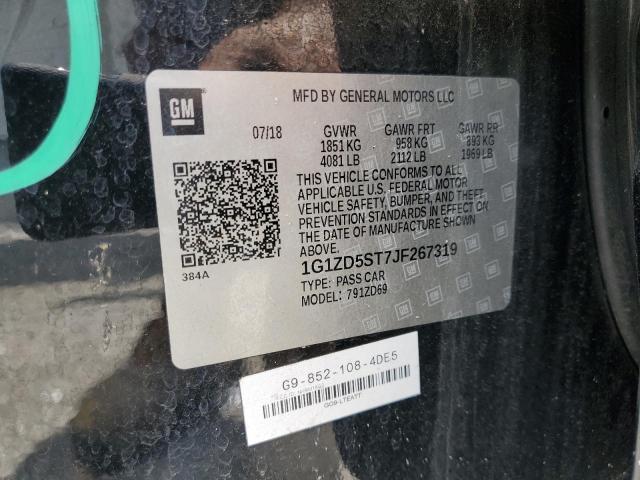 GM
MFD BY GENERAL MOTORS LLC
07/18 GVWR GAWR FRT GAWR RR
1851 KG 958 KG 893 KG
4081 LB 2112 LB 1969 LB
THIS VEHICLE CONFORMS TO ALL
APPLICABLE U.S. FEDERAL MOTOR
VEHICLE SAFETY, BUMPER, AND THEFT
PREVENTION STANDARDS IN EFFECT ON
THE DATE OF MANUFACTURE SHOWN
ABOVE.
1G1ZD5ST7JF267319
TYPE: PASS CAR
MODEL: 791ZD69
384A
G9-852-108-4DE5
GO9-LTEATT